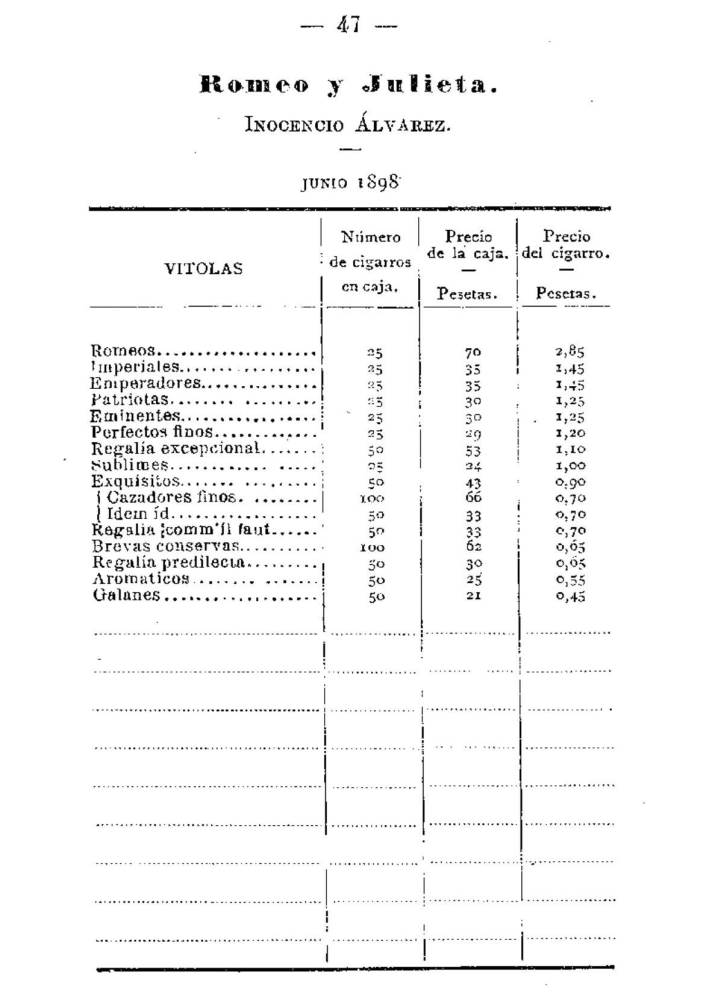 — 47 —
Romeo y Julieta.
INOCENCIO ÁLVAREZ.
JUNIO 1898
VITOLAS Número de cigarros en caja. Precio de la caja. — Pesetas. Precio del cigarro. — Pesetas.
Romeos..................... 25 70 2,85
Imperiales.................. 25 35 1,45
Emperadores............... 25 35 1,45
Patriotas........ .......... 25 30 1,25
Eminentes.................. 25 30 1,25
Perfectos finos............. 25 29 1,20
Regalía excepcional....... 50 53 1,10
Sublimes............ ..... 25 24 1,00
Exquisitos....... .......... 50 43 0,90
{ Cazadores finos. ........ 100 66 0,70
{ Idem íd................... 50 33 0,70
Regalia comm'il faut...... 50 33 0,70
Brevas conservas........... 100 62 0,65
Regalía predilecta......... 50 30 0,65
Aromaticos........ ....... 50 25 0,55
Galanes.................... 50 21 0,45